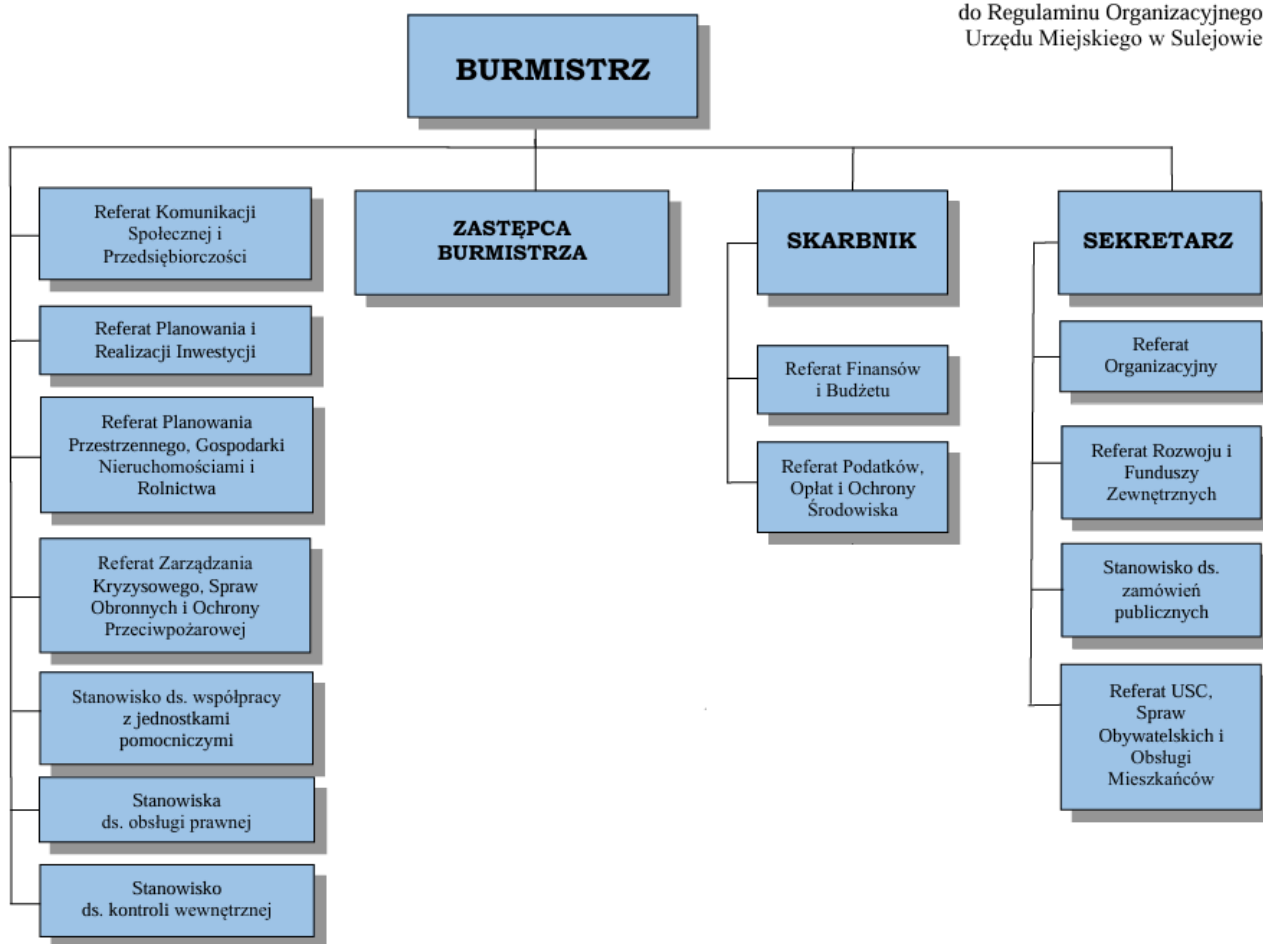 do Regulaminu Organizacyjnego
Urzędu Miejskiego w Sulejowie
BURMISTRZ
Referat Komunikacji
Społecznej i
Przedsiębiorczości
Referat Planowania i
Realizacji Inwestycji
Referat Planowania
Przestrzennego, Gospodarki
Nieruchomościami i
Rolnictwa
Referat Zarządzania
Kryzysowego, Spraw
Obronnych i Ochrony
Przeciwpożarowej
Stanowisko ds. współpracy
z jednostkami
pomocniczymi
Stanowiska
ds. obsługi prawnej
Stanowisko
ds. kontroli wewnętrznej
ZASTĘPCA
BURMISTRZA
SKARBNIK
Referat Finansów
i Budżetu
Referat Podatków,
Opłat i Ochrony
Środowiska
SEKRETARZ
Referat
Organizacyjny
Referat Rozwoju i
Funduszy
Zewnętrznych
Stanowisko ds.
zamówień
publicznych
Referat USC,
Spraw
Obywatelskich i
Obsługi
Mieszkańców